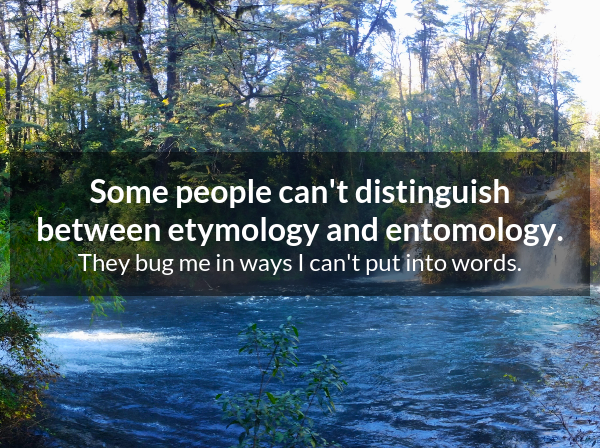 Some people can't distinguish
between etymology and entomology.
They bug me in ways I can't put into words.